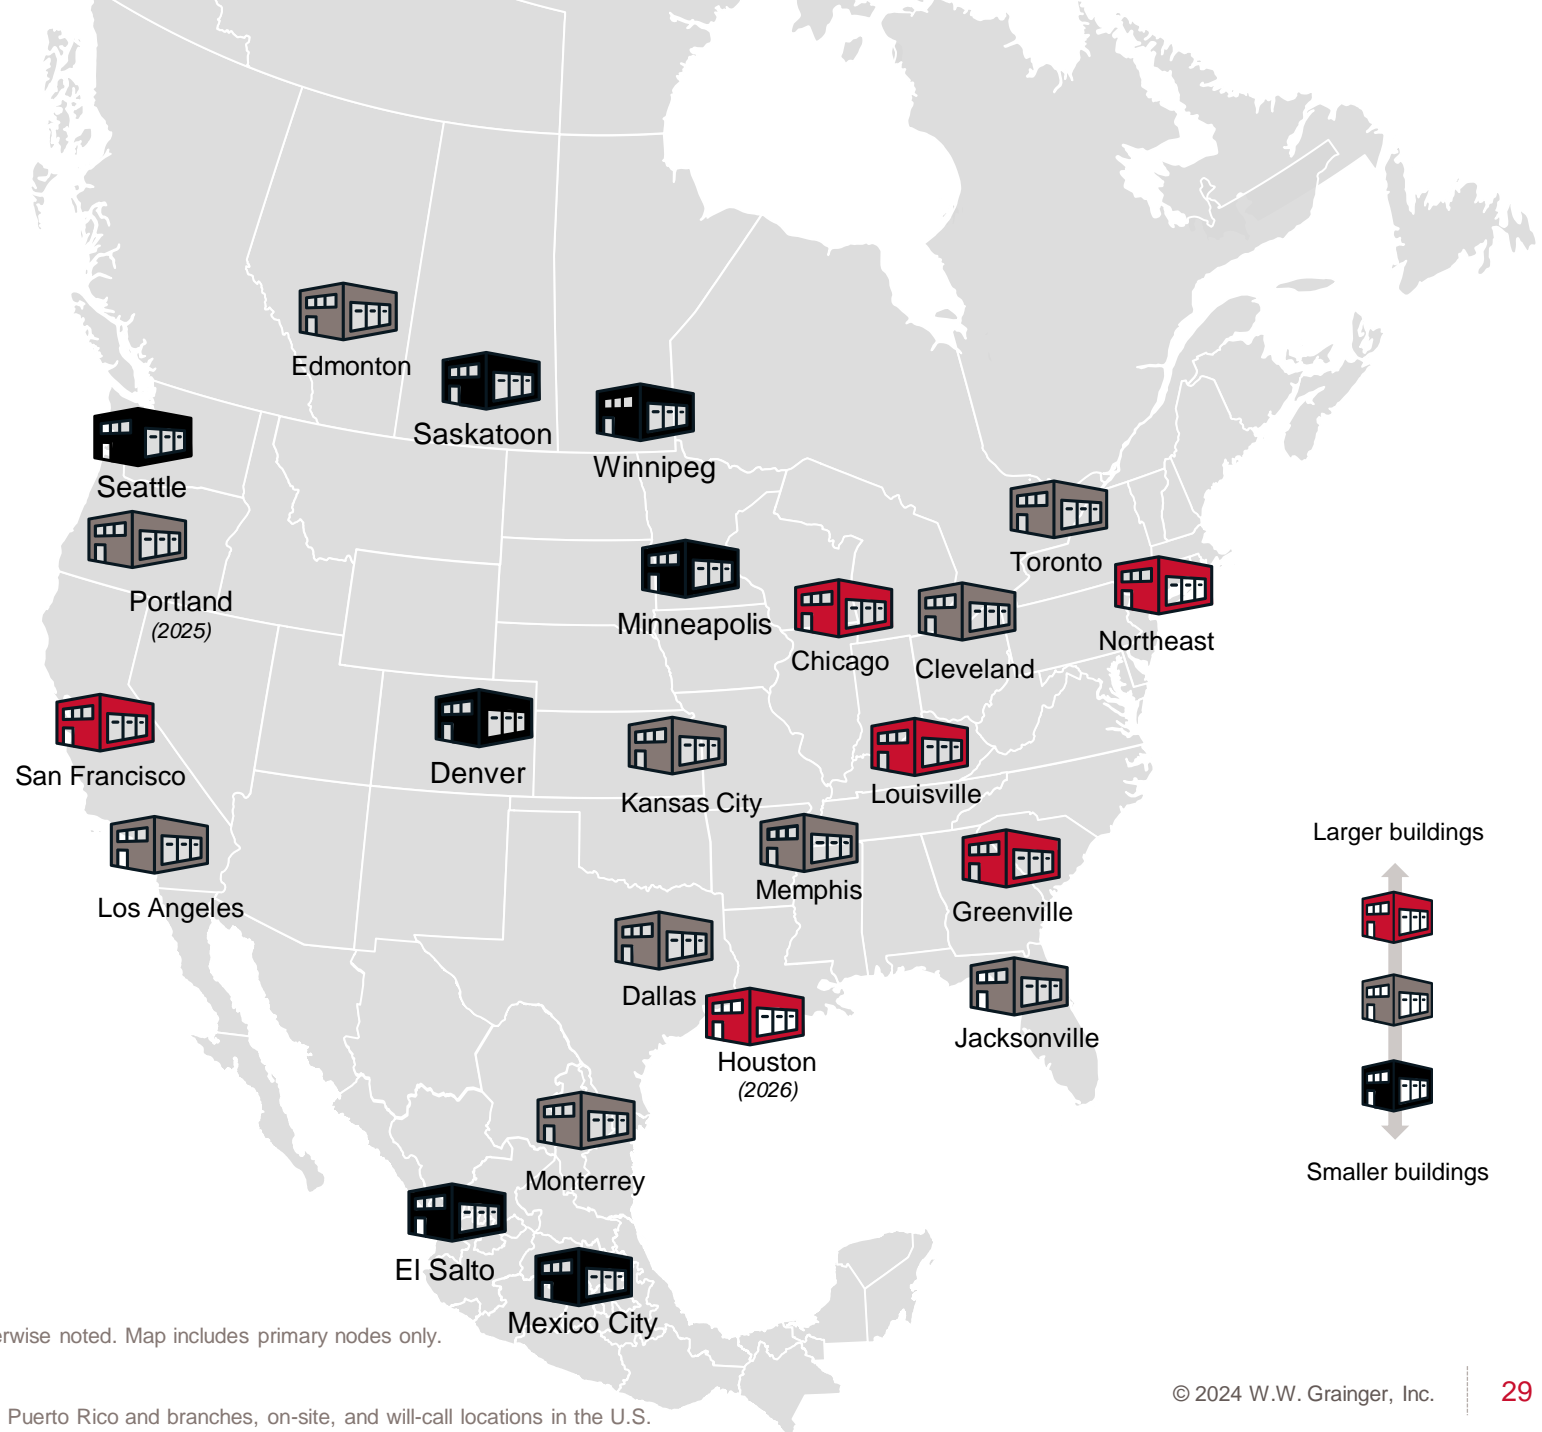 Edmonton
Saskatoon
Winnipeg
Seattle
Toronto
Portland
(2025)
Minneapolis
Chicago
Cleveland
Northeast
San Francisco
Denver
Kansas City
Louisville
Larger buildings
Los Angeles
Memphis
Greenville
Dallas
Jacksonville
Houston
(2026)
Monterrey
Smaller buildings
El Salto
Mexico City
erwise noted. Map includes primary nodes only.
© 2024 W.W. Grainger, Inc.
29
Puerto Rico and branches, on-site, and will-call locations in the U.S.